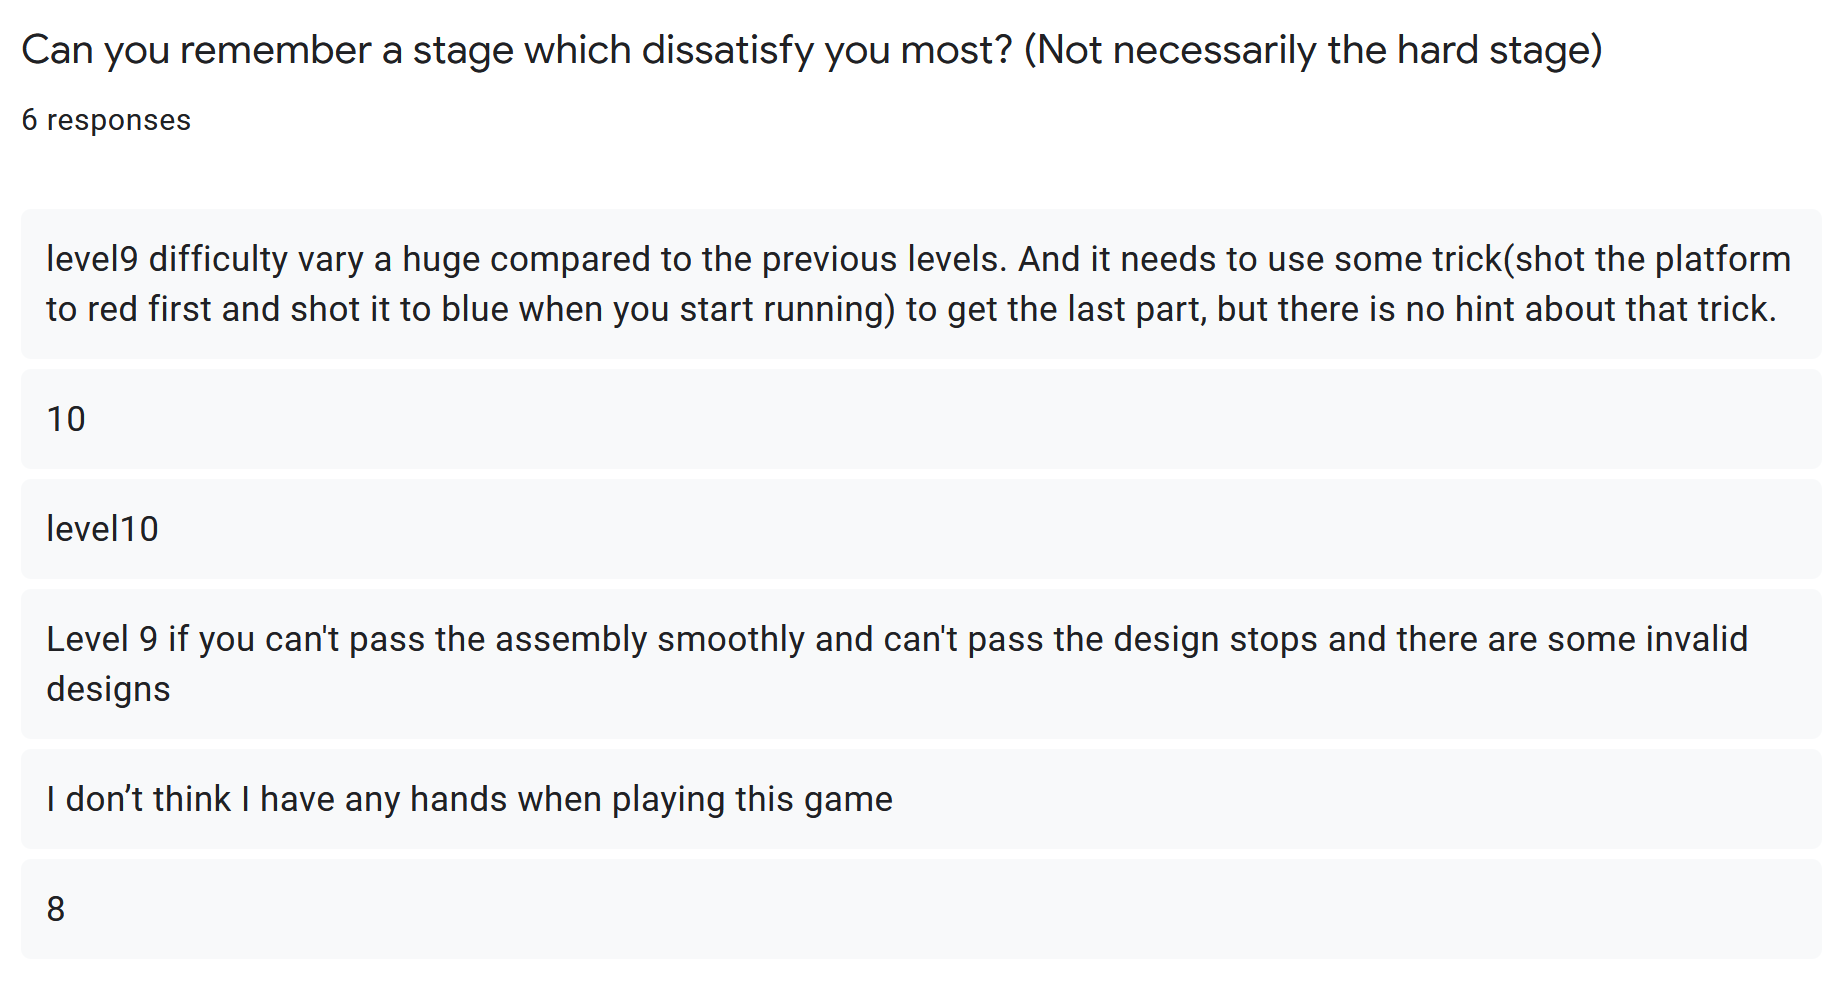 Can you remember a stage which dissatisfy you most? (Not necessarily the hard stage)
6 responses
level9 difficulty vary a huge compared to the previous levels. And it needs to use some trick(shot the platform
to red first and shot it to blue when you start running) to get the last part, but there is no hint about that trick.
10
level10
Level 9 if you can't pass the assembly smoothly and can't pass the design stops and there are some invalid
designs
I don’t think I have any hands when playing this game
8